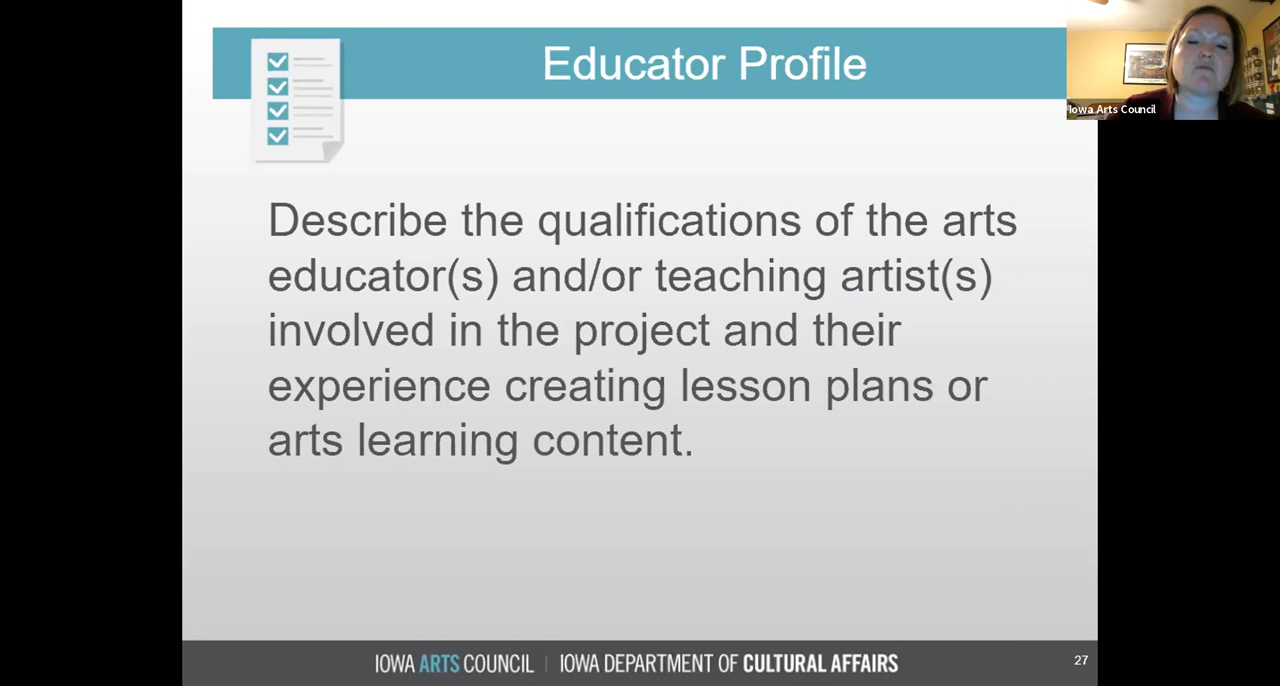 Educator Profile
Iowa Arts Council
Describe the qualifications of the arts
educator(s) and/or teaching artist(s)
involved in the project and their
experience creating lesson plans or
arts learning content.
IOWA ARTS COUNCIL | IOWA DEPARTMENT OF CULTURAL AFFAIRS
27